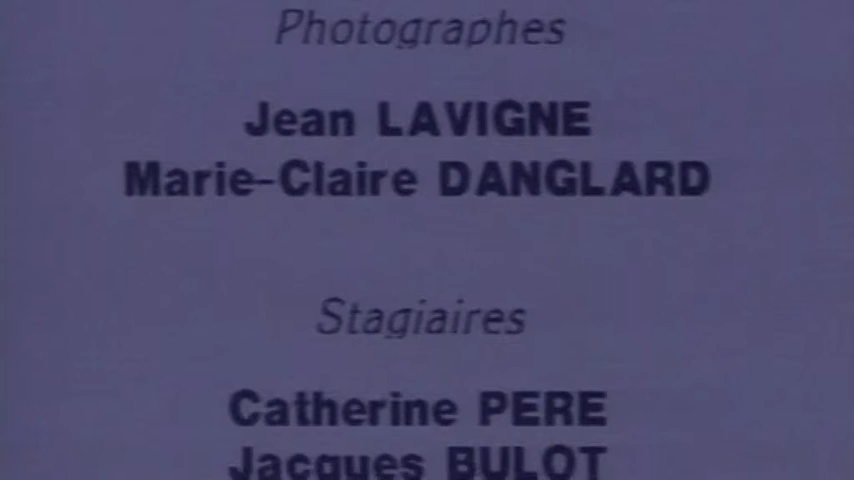 Photographes
Jean LAVIGNE
Marie-Claire DANGLARD
Stagiaires
Catherine PERE
Jacques BULOT